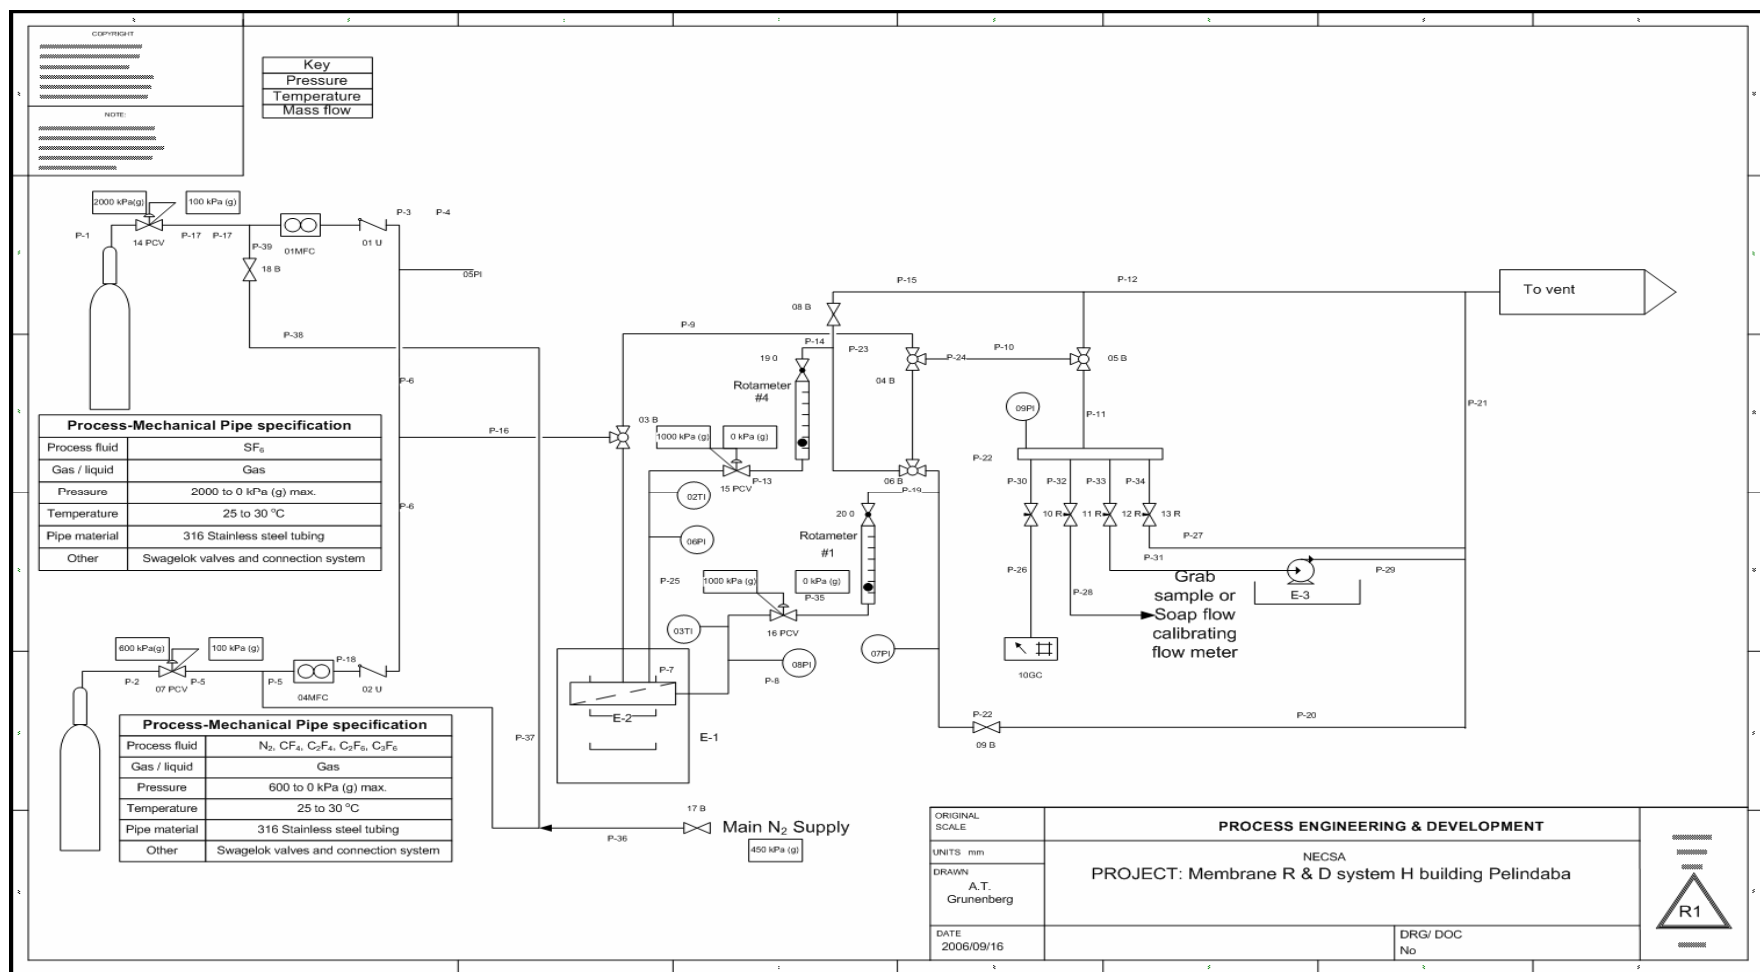 COPYRIGHT
NOTE:
Key
Pressure
Temperature
Mass flow
2000 kPa(g)
100 kPa (g)
P-1
14 PCV
P-17
P-17
P-39
18 B
01MFC
01 U
P-3
P-4
05PI
P-38
P-6
P-6
P-16
Process-Mechanical Pipe specification
Process fluid SF₆
Gas / liquid Gas
Pressure 2000 to 0 kPa (g) max.
Temperature 25 to 30 °C
Pipe material 316 Stainless steel tubing
Other Swagelok valves and connection system
600 kPa(g)
100 kPa (g)
P-2
07 PCV
P-5
P-5
04MFC
P-18
02 U
Process-Mechanical Pipe specification
Process fluid N₂, CF₄, C₂F₄, C₂F₆, C₃F₆
Gas / liquid Gas
Pressure 600 to 0 kPa (g) max.
Temperature 25 to 30 °C
Pipe material 316 Stainless steel tubing
Other Swagelok valves and connection system
P-37
P-36
17 B
Main N₂ Supply
450 kPa (g)
P-9
03 B
1000 kPa (g)
0 kPa (g)
15 PCV
P-13
Rotameter
#4
19 0
P-14
08 B
P-15
P-23
P-12
To vent
04 B
P-24
P-10
05 B
P-11
P-21
06 B
P-19
02TI
06PI
P-25
1000 kPa (g)
0 kPa (g)
P-35
16 PCV
20 0
Rotameter
#1
03TI
08PI
P-8
P-7
E-2
E-1
07PI
P-22
09 B
P-20
09PI
P-22
P-30
P-32
P-33
P-34
10 R
11 R
12 R
13 R
P-27
P-31
P-29
P-26
P-28
E-3
Grab
sample or
Soap flow
calibrating
flow meter
10GC
ORIGINAL
SCALE
PROCESS ENGINEERING & DEVELOPMENT
UNITS mm
DRAWN
A.T.
Grunenberg
NECSA
PROJECT: Membrane R & D system H building Pelindaba
DATE
2006/09/16
DRG/ DOC
No
R1